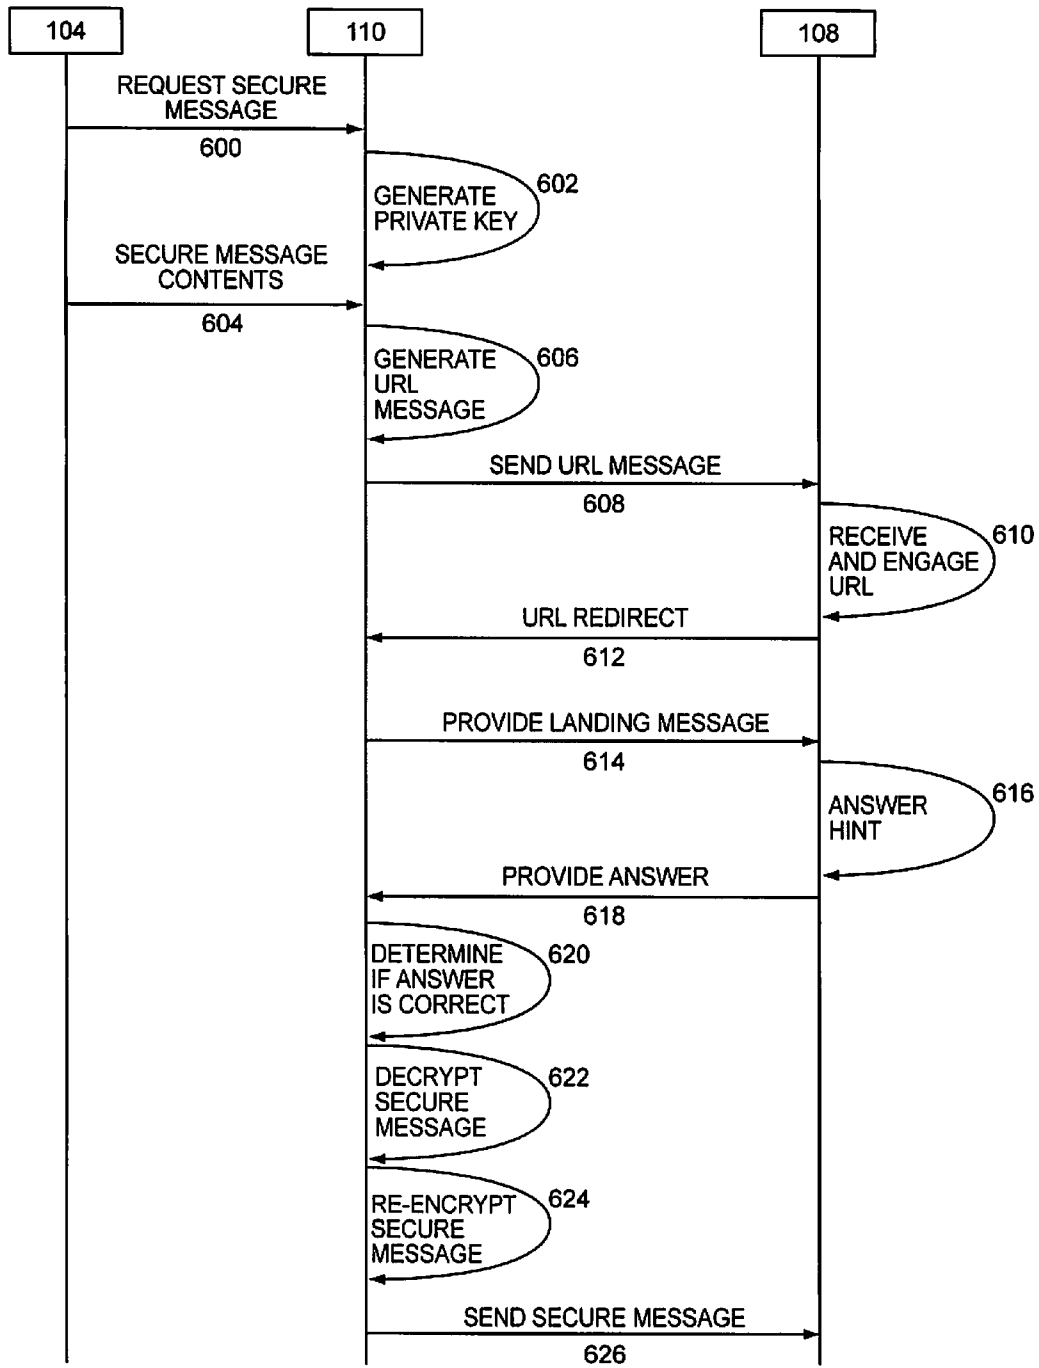 104
110
108
REQUEST SECURE
MESSAGE
600
GENERATE
PRIVATE KEY
602
SECURE MESSAGE
CONTENTS
604
GENERATE
URL
MESSAGE
606
SEND URL MESSAGE
608
RECEIVE
AND ENGAGE
URL
610
URL REDIRECT
612
PROVIDE LANDING MESSAGE
614
ANSWER
HINT
616
PROVIDE ANSWER
618
DETERMINE
IF ANSWER
IS CORRECT
620
DECRYPT
SECURE
MESSAGE
622
RE-ENCRYPT
SECURE
MESSAGE
624
SEND SECURE MESSAGE
626